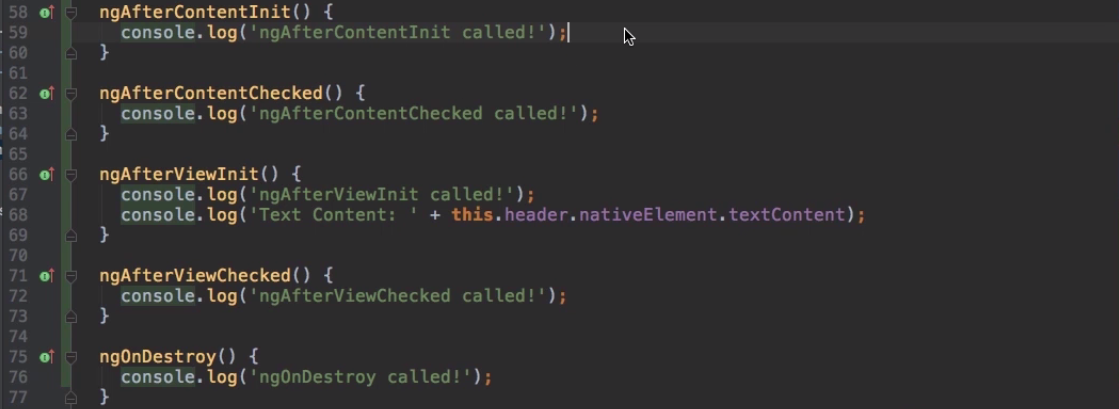 58 ngAfterContentInit() {
59 console.log('ngAfterContentInit called!');
60 }
61
62 ngAfterContentChecked() {
63 console.log('ngAfterContentChecked called!');
64 }
65
66 ngAfterViewInit() {
67 console.log('ngAfterViewInit called!');
68 console.log('Text Content: ' + this.header.nativeElement.textContent);
69 }
70
71 ngAfterViewChecked() {
72 console.log('ngAfterViewChecked called!');
73 }
74
75 ngOnDestroy() {
76 console.log('ngOnDestroy called!');
77 }